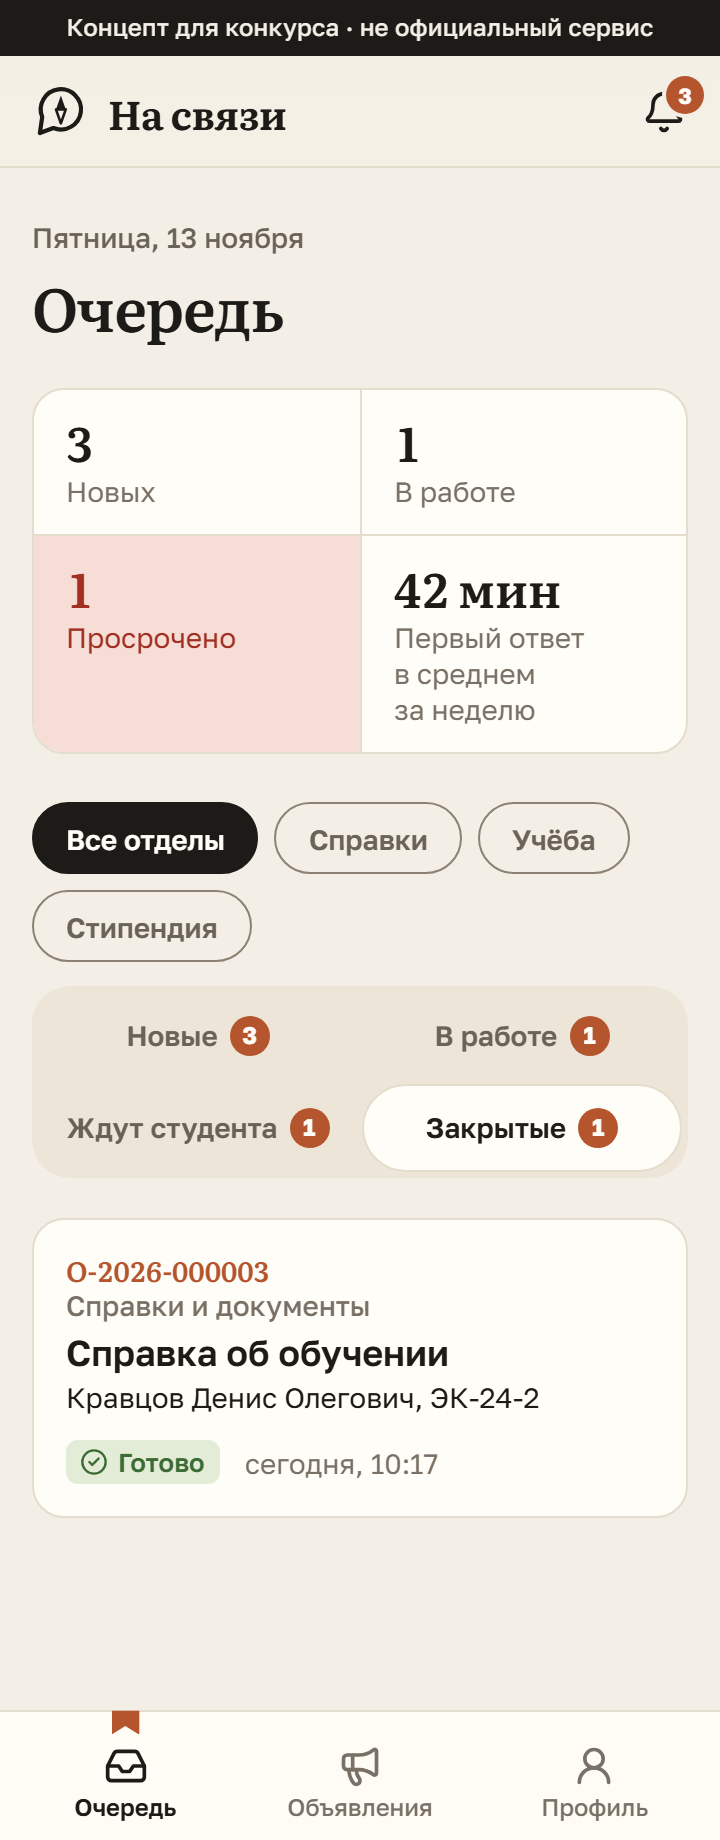 Концепт для конкурса · не официальный сервис
На связи
3
Пятница, 13 ноября
Очередь
3
Новых
1
В работе
1
Просрочено
42 мин
Первый ответ
в среднем
за неделю
Все отделы
Справки
Учёба
Стипендия
Новые 3
В работе 1
Ждут студента 1
Закрытые 1
О-2026-000003
Справки и документы
Справка об обучении
Кравцов Денис Олегович, ЭК-24-2
Готово
сегодня, 10:17
Очередь
Объявления
Профиль